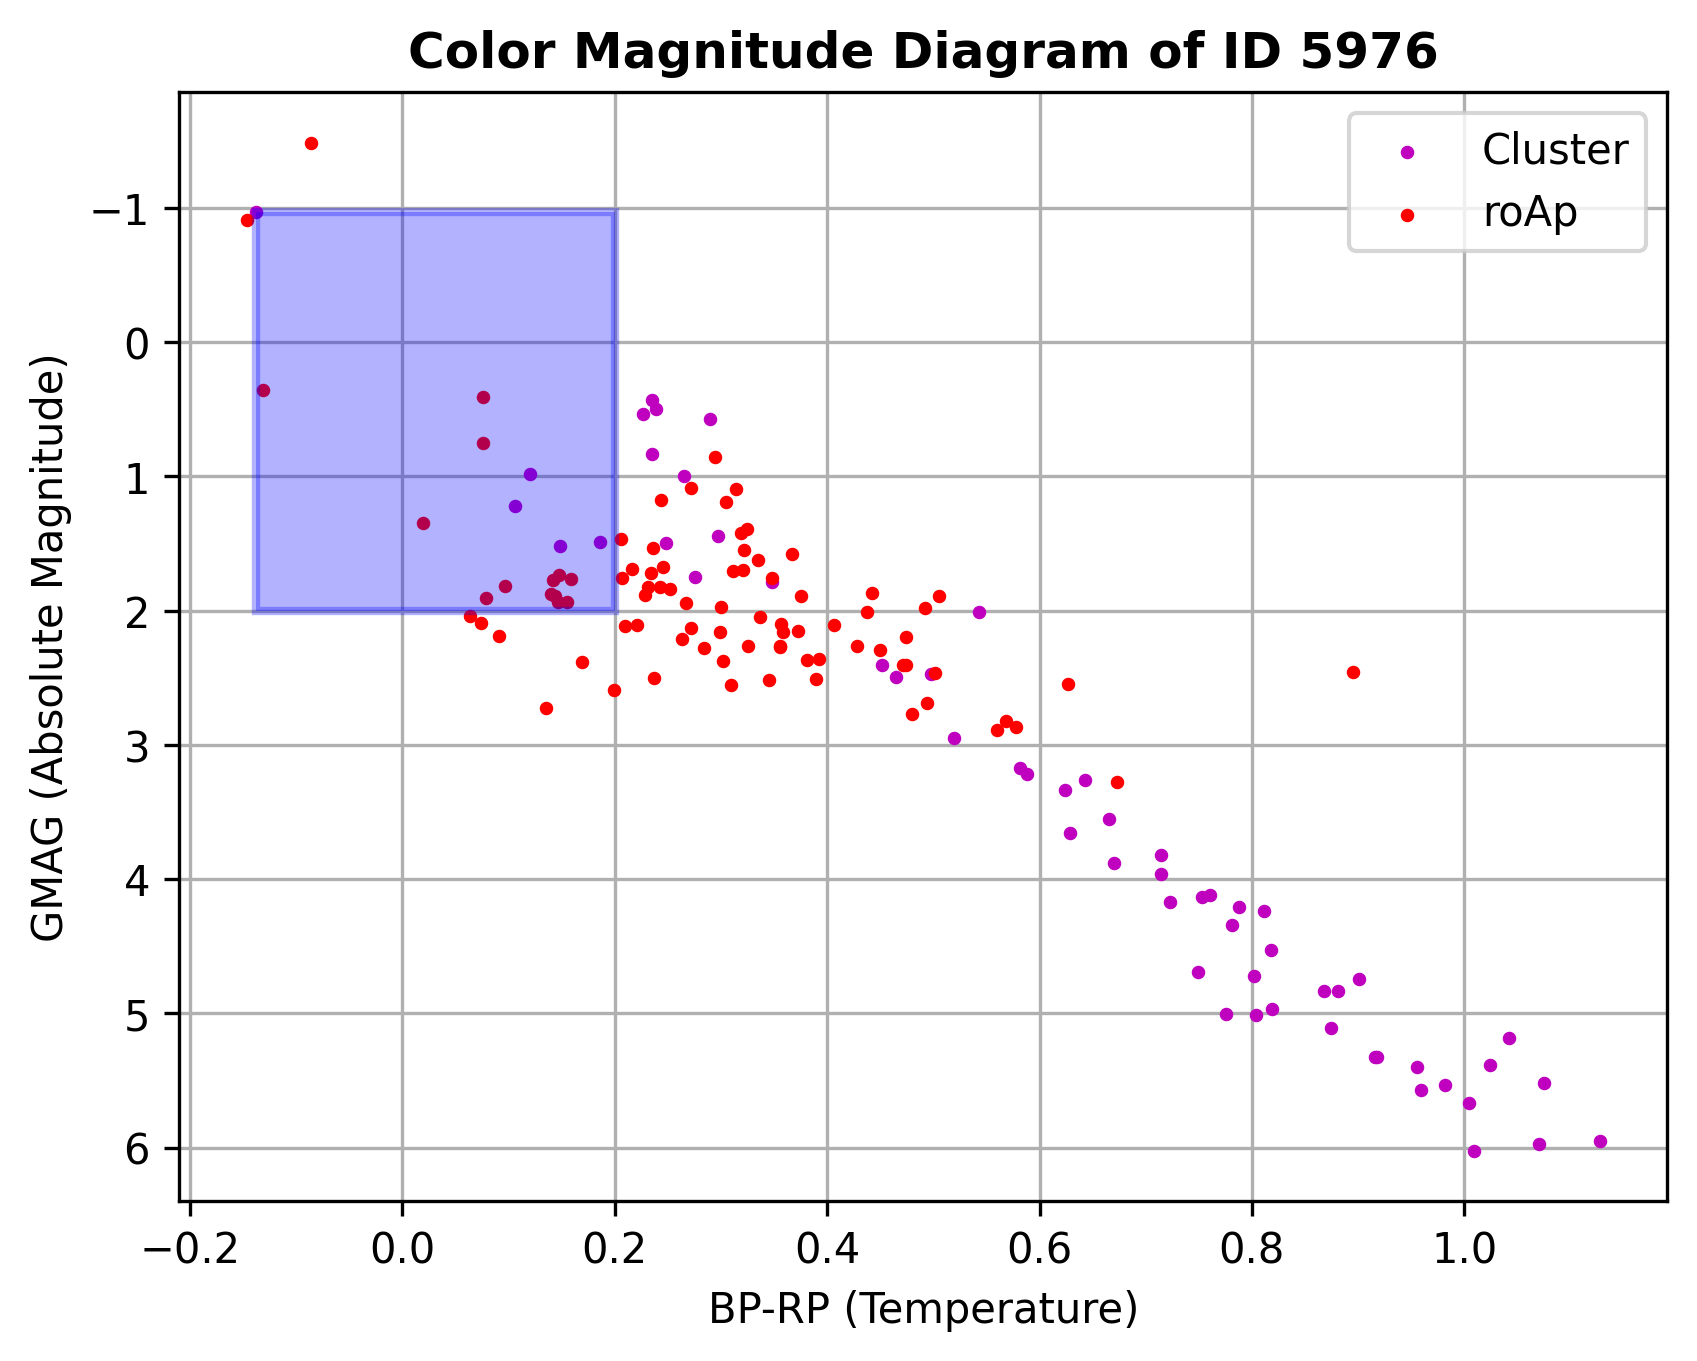 Color Magnitude Diagram of ID 5976
Cluster
roAp
GMAG (Absolute Magnitude)
−1
0
1
2
3
4
5
6
−0.2 0.0 0.2 0.4 0.6 0.8 1.0
BP-RP (Temperature)